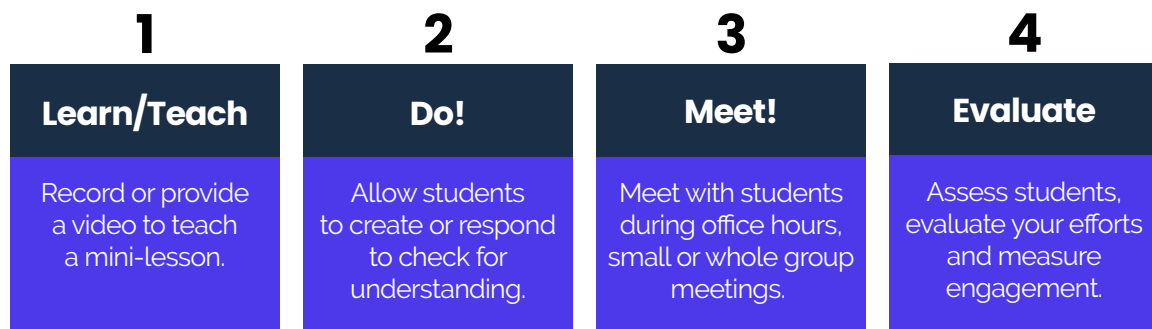 1
Learn/Teach
Record or provide
a video to teach
a mini-lesson.
2
Do!
Allow students
to create or respond
to check for
understanding.
3
Meet!
Meet with students
during office hours,
small or whole group
meetings.
4
Evaluate
Assess students,
evaluate your efforts
and measure
engagement.